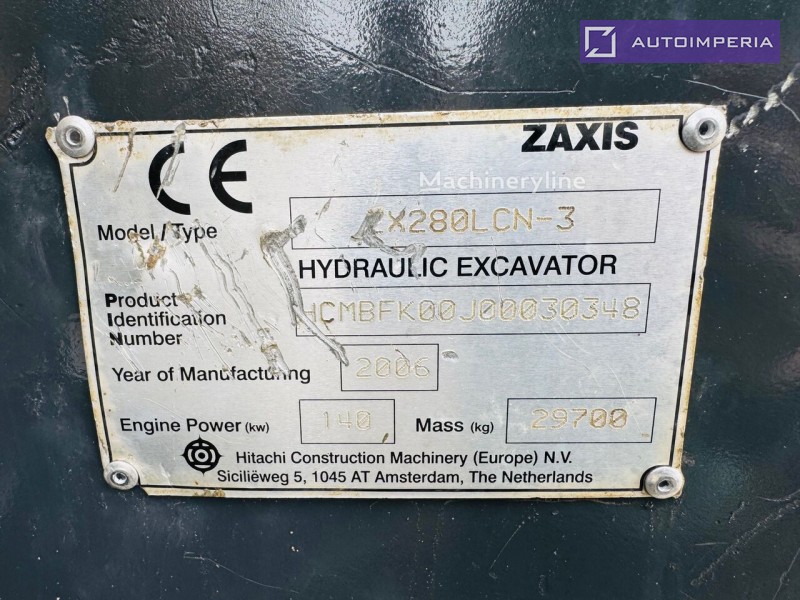 AUTOIMPERIA
CE
ZAXIS
Machineryline
Model/Type
ZX280LCN-3
HYDRAULIC EXCAVATOR
Product
Identification
Number
HCMBFK00J00030348
Year of Manufacturing
2006
Engine Power (kw)
140
Mass (kg)
29700
Hitachi Construction Machinery (Europe) N.V.
Siciliëweg 5, 1045 AT Amsterdam, The Netherlands